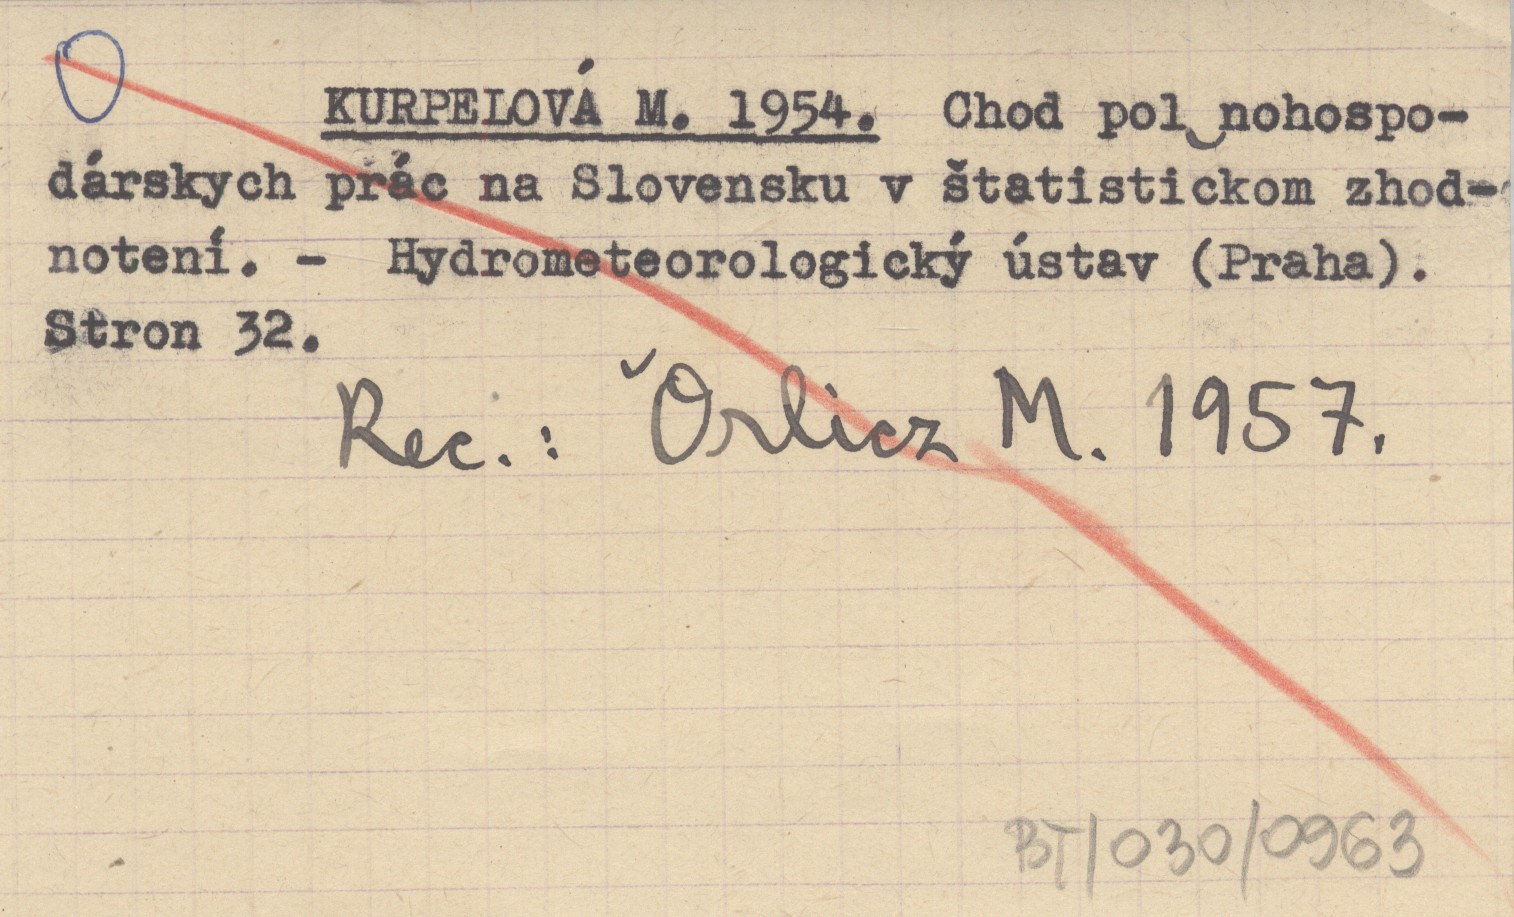 KURPELOVÁ M. 1954. Chod pol nohospo-
dárskych prác na Slovensku v štatistickom zhod-
notení. - Hydrometeorologický ústav (Praha).
Stron 32.
Rec.: Orlicz M. 1957.
BT/030/0963